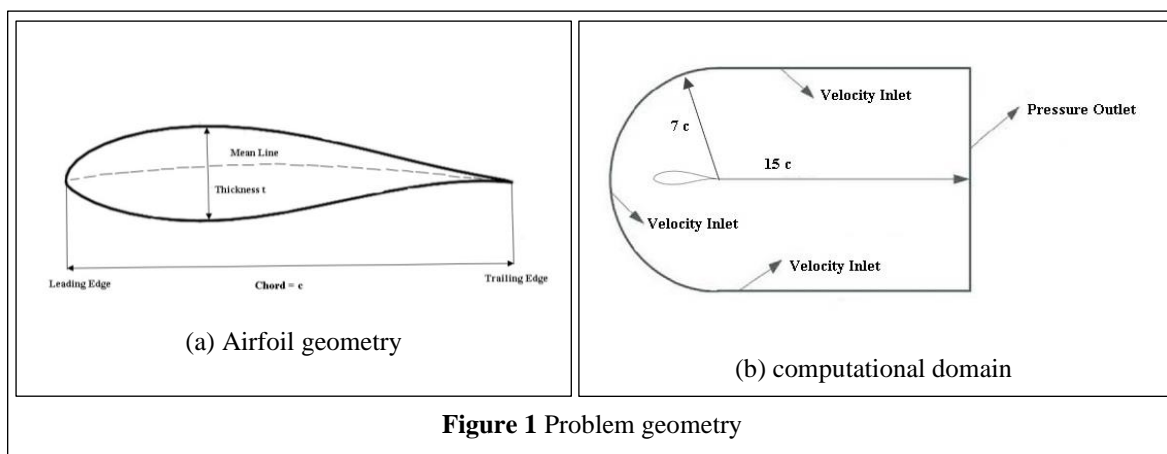 Mean Line
Thickness t
Leading Edge
Trailing Edge
Chord = c
(a) Airfoil geometry
Velocity Inlet
7 c
Pressure Outlet
15 c
Velocity Inlet
Velocity Inlet
(b) computational domain
Figure 1 Problem geometry